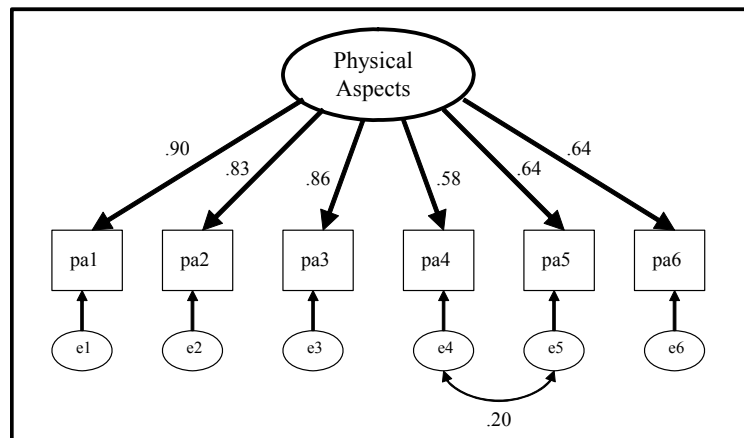 Physical
Aspects
.90
.83
.86
.58
.64
.64
pa1
pa2
pa3
pa4
pa5
pa6
e1
e2
e3
e4
e5
e6
.20